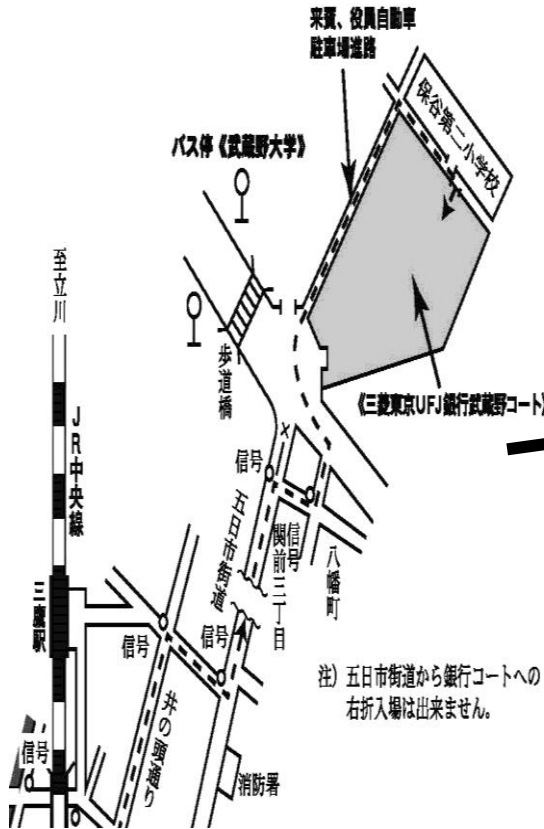 来賓、役員自動車
駐車場進路
保谷第二小学校
バス停《武蔵野大学》
至立川
歩道橋
《三菱東京UFJ銀行武蔵野コート》
JR中央線
信号
五日市街道
信号
関前三丁目
八幡町
三鷹駅
信号
信号
注）五日市街道から銀行コートへの
右折入場は出来ません。
井の頭通り
信号
消防署